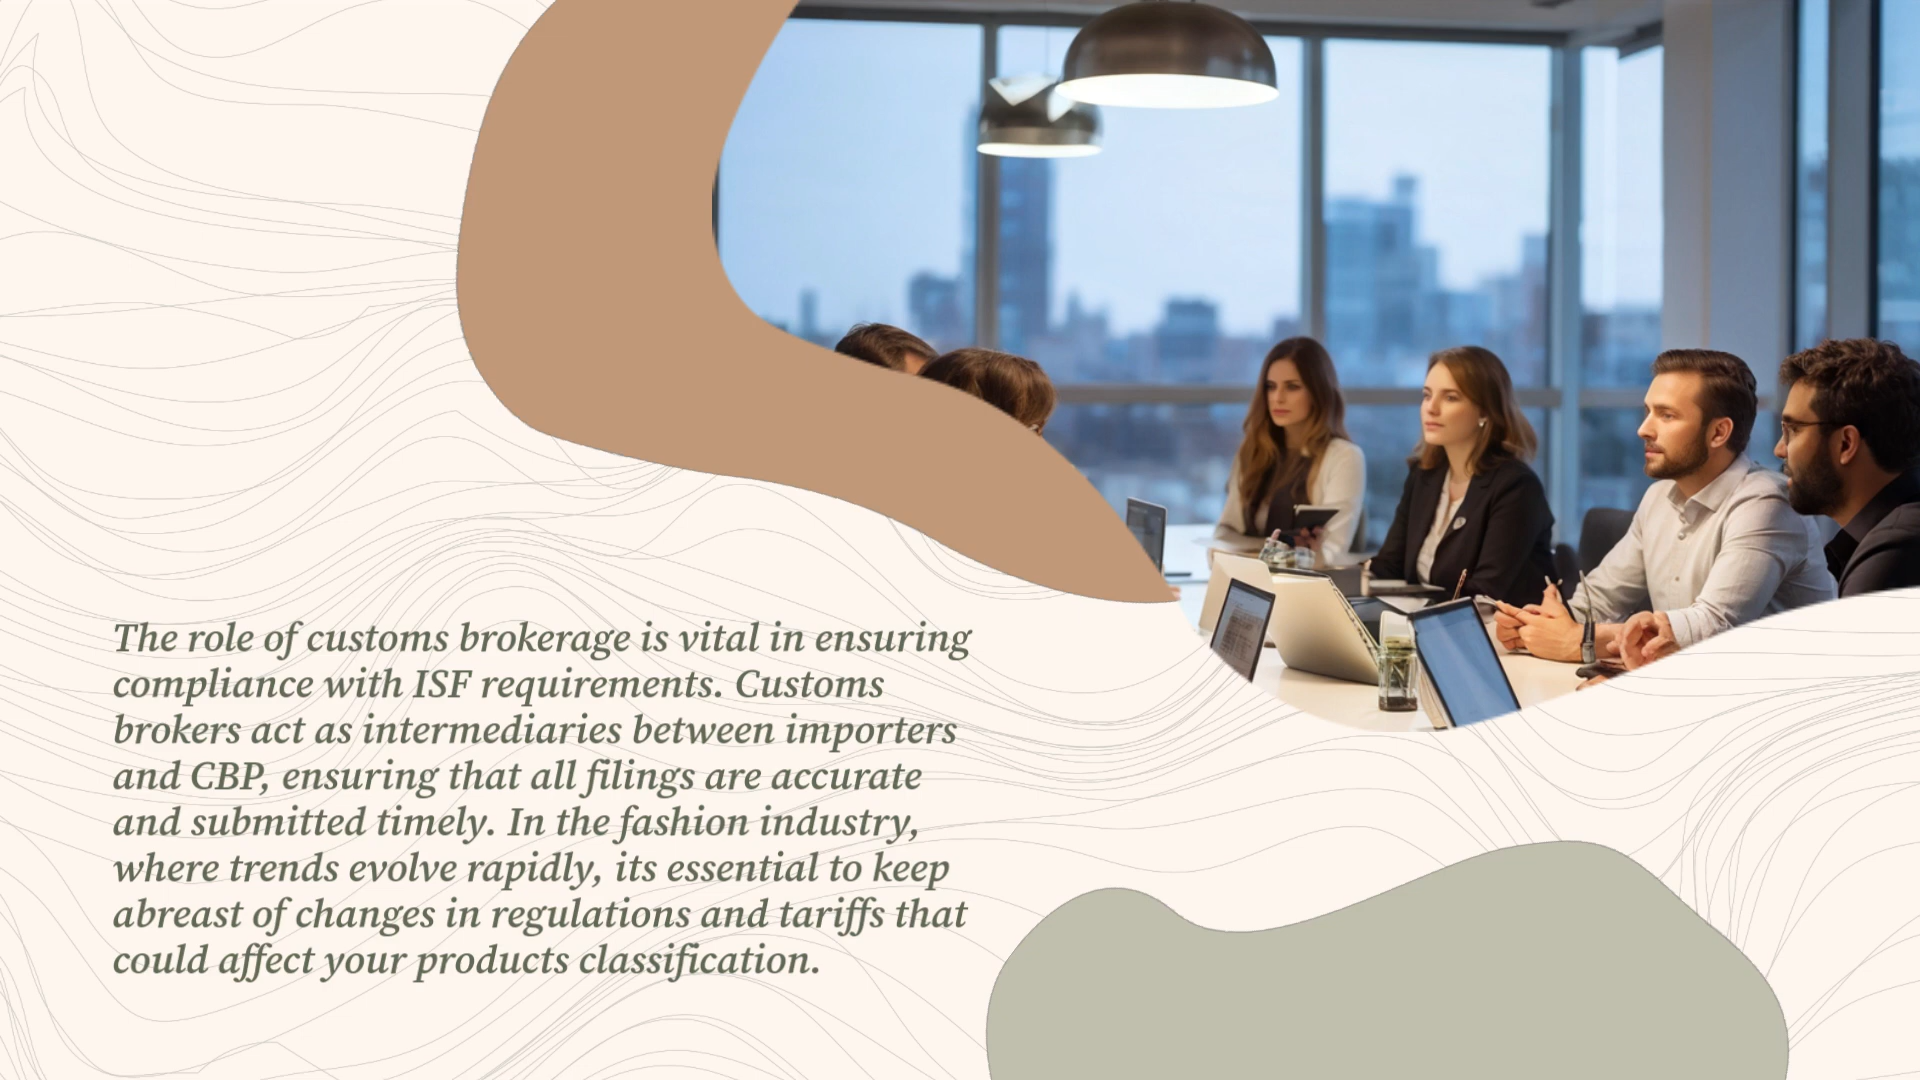 The role of customs brokerage is vital in ensuring
compliance with ISF requirements. Customs
brokers act as intermediaries between importers
and CBP, ensuring that all filings are accurate
and submitted timely. In the fashion industry,
where trends evolve rapidly, its essential to keep
abreast of changes in regulations and tariffs that
could affect your products classification.